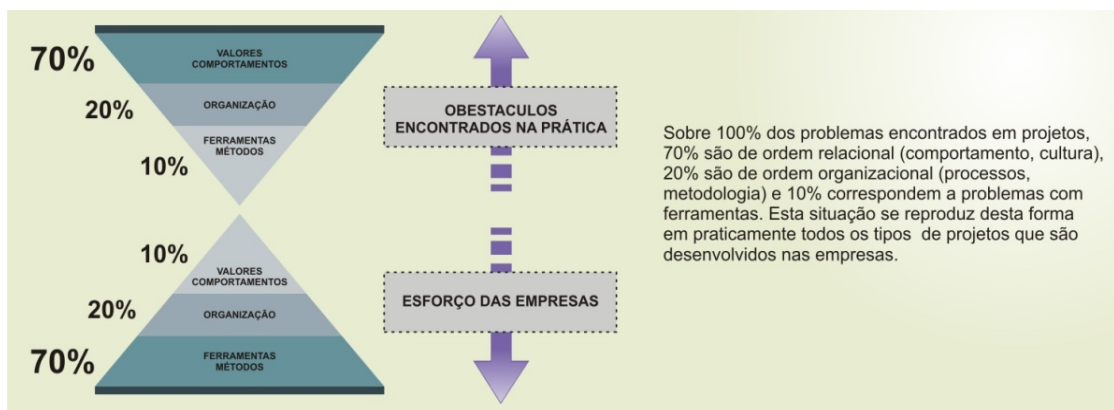 70%
VALORES
COMPORTAMENTOS
20%
ORGANIZAÇÃO
10%
FERRAMENTAS
MÉTODOS
OBESTACULOS
ENCONTRADOS NA PRÁTICA
10%
VALORES
COMPORTAMENTOS
20%
ORGANIZAÇÃO
70%
FERRAMENTAS
MÉTODOS
ESFORÇO DAS EMPRESAS
Sobre 100% dos problemas encontrados em projetos,
70% são de ordem relacional (comportamento, cultura),
20% são de ordem organizacional (processos,
metodologia) e 10% correspondem a problemas com
ferramentas. Esta situação se reproduz desta forma
em praticamente todos os tipos de projetos que são
desenvolvidos nas empresas.